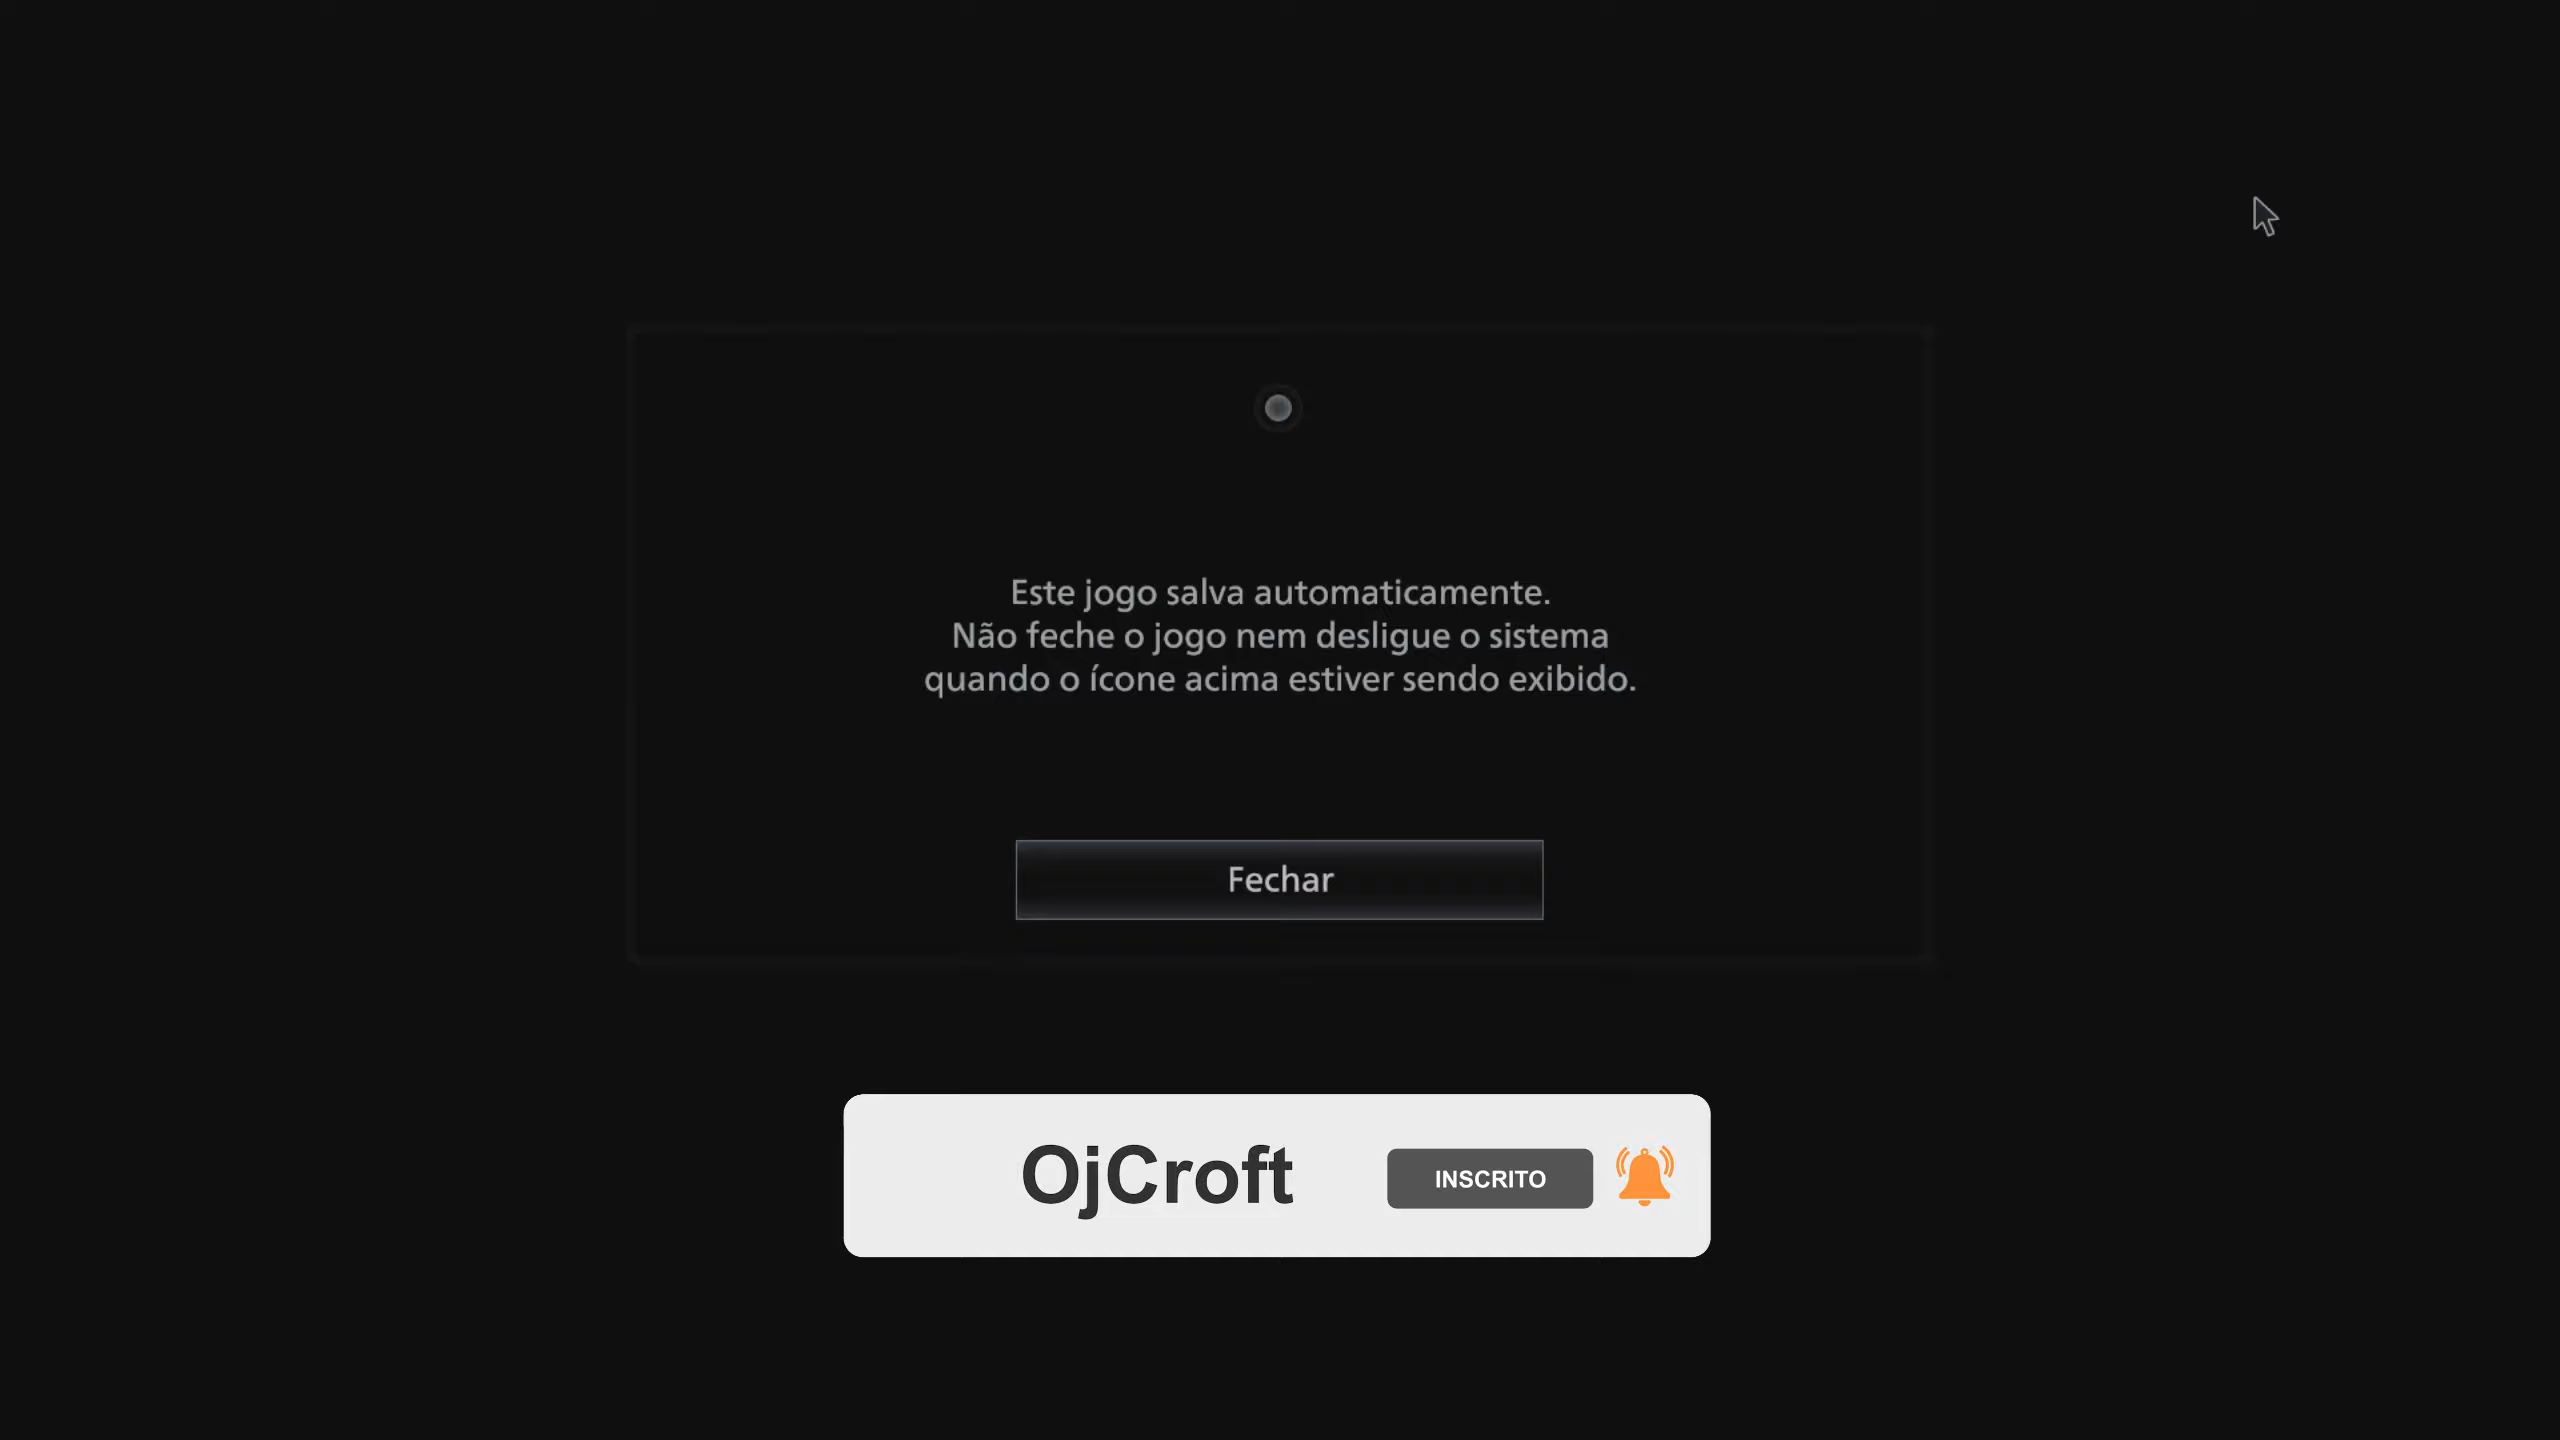 Este jogo salva automaticamente.
Não feche o jogo nem desligue o sistema
quando o ícone acima estiver sendo exibido.
Fechar
OjCroft
INSCRITO